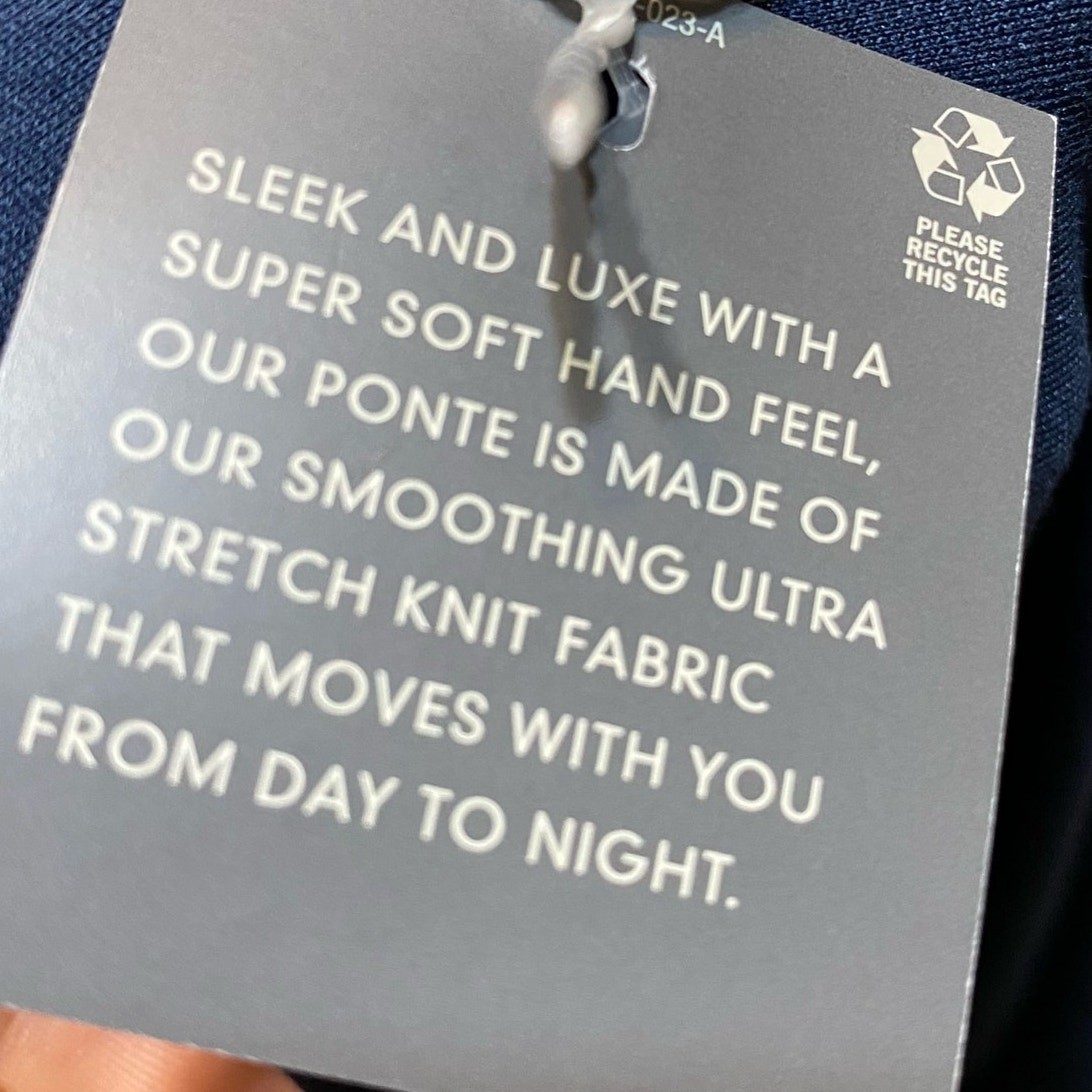 -023-A
PLEASE
RECYCLE
THIS TAG
SLEEK AND LUXE WITH A
SUPER SOFT HAND FEEL,
OUR PONTE IS MADE OF
OUR SMOOTHING ULTRA
STRETCH KNIT FABRIC
THAT MOVES WITH YOU
FROM DAY TO NIGHT.